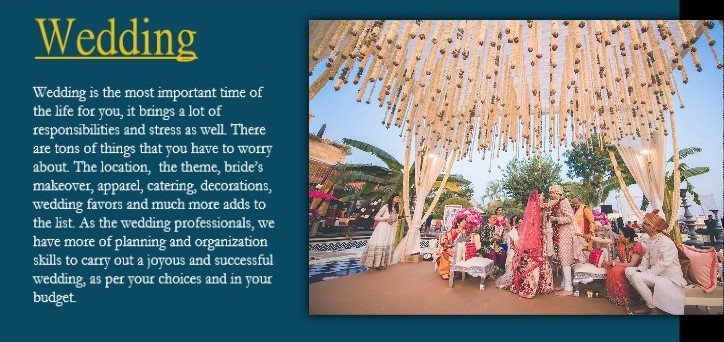 Wedding
Wedding is the most important time of
the life for you, it brings a lot of
responsibilities and stress as well. There
are tons of things that you have to worry
about. The location, the theme, bride's
makeover, apparel, catering, decorations,
wedding favors and much more adds to
the list. As the wedding professionals, we
have more of planning and organization
skills to carry out a joyous and successful
wedding, as per your choices and in your
budget.